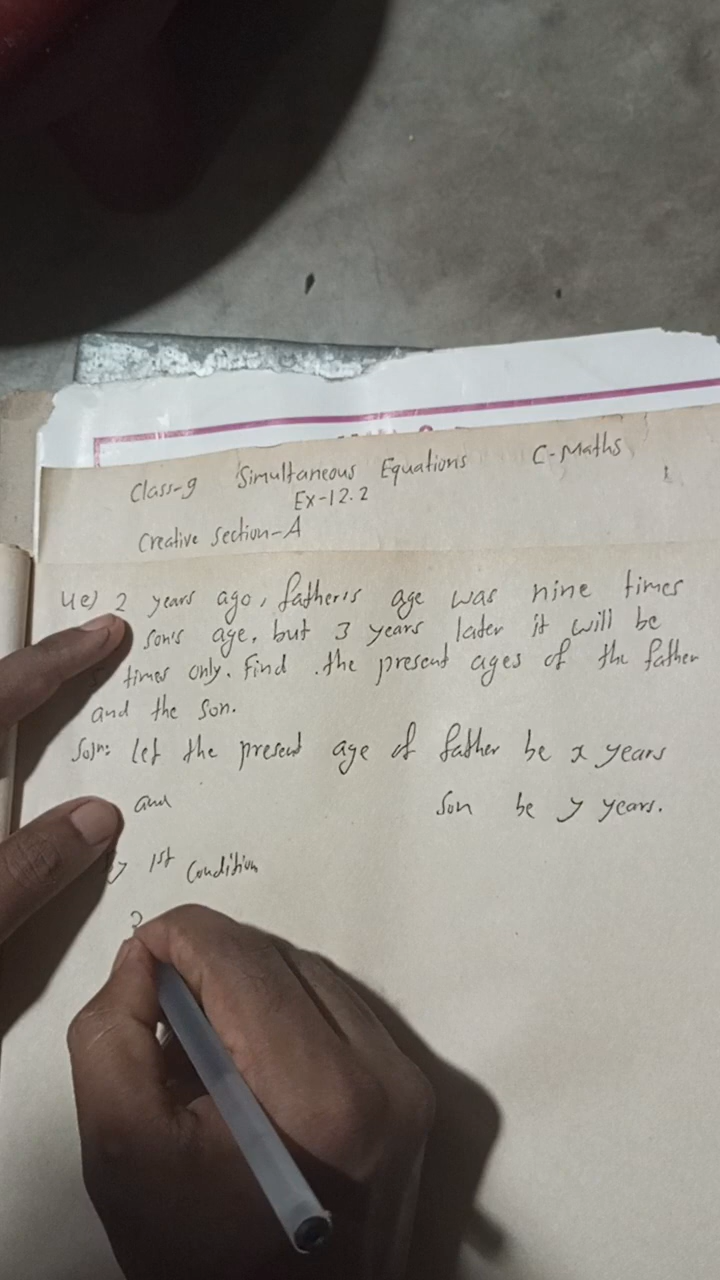 Class-9 Simultaneous Equations C-Maths
Ex-12.2
Creative Section-A
4e) 2 years ago, father's age was nine times
son's age. but 3 years later it will be
times only. Find the present ages of the father
and the son.
Soln: let the present age of father be x years
and son be y years.
1st Condition
2